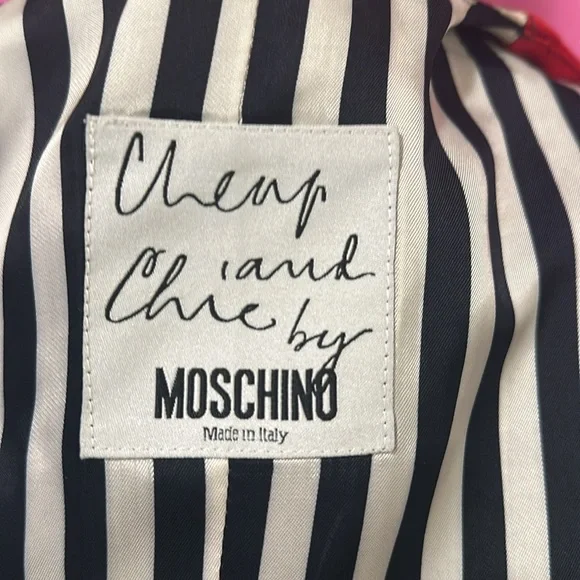 Cheap
and
Chic by
MOSCHINO
Made in Italy